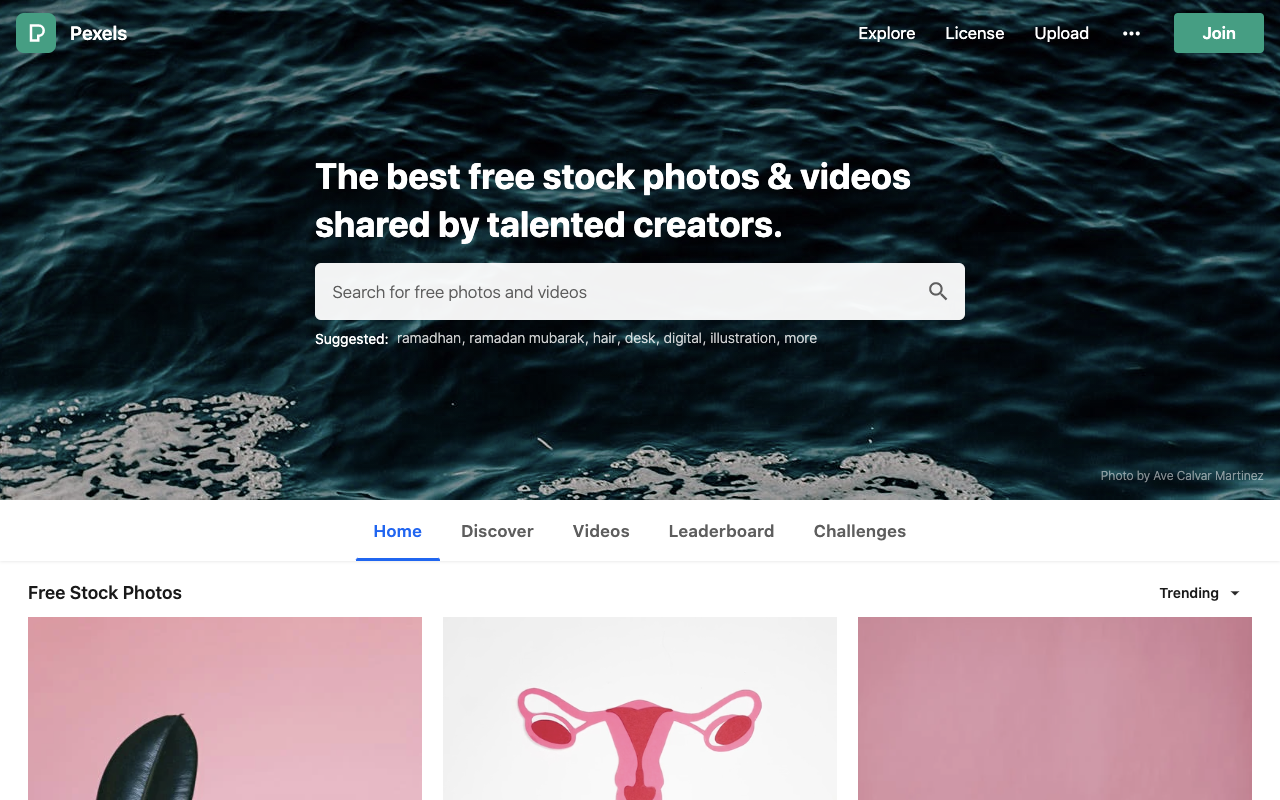 Pexels
Explore
License
Upload
Join
The best free stock photos & videos
shared by talented creators.
Search for free photos and videos
Suggested: ramadhan, ramadan mubarak, hair, desk, digital, illustration, more
Photo by Ave Calvar Martinez
Home
Discover
Videos
Leaderboard
Challenges
Free Stock Photos
Trending